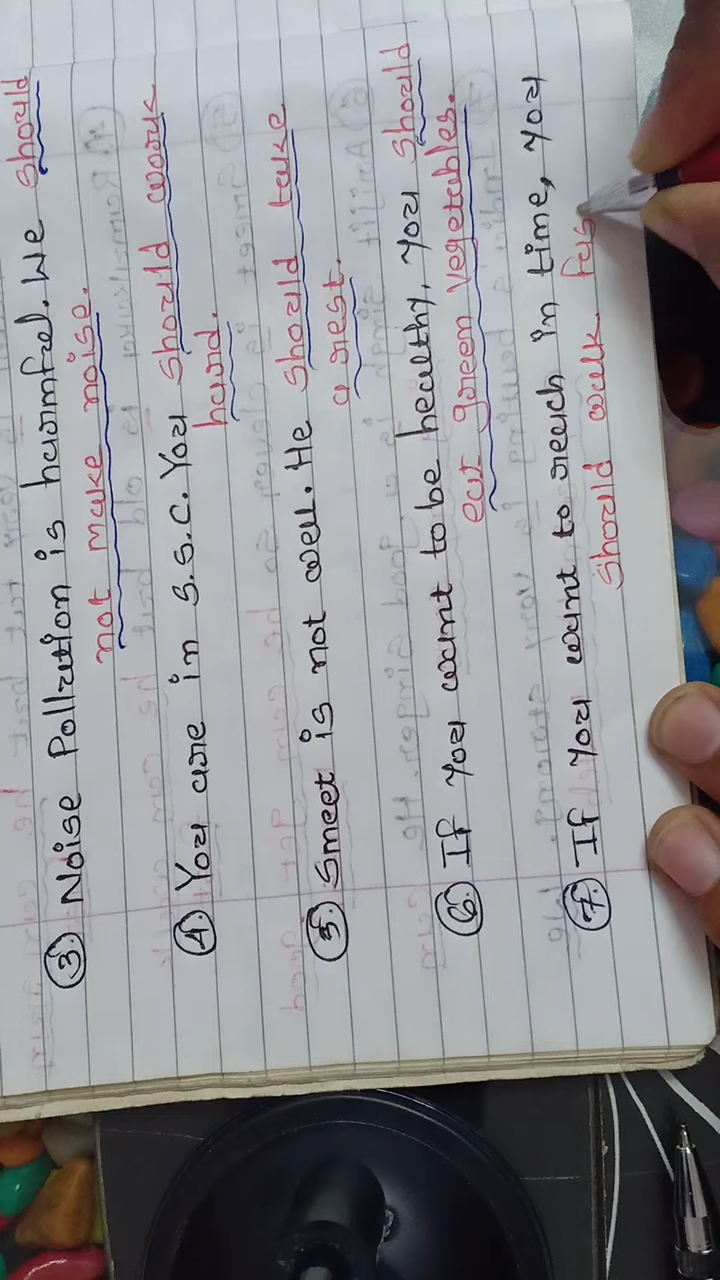 ③ Noise Pollution is harmful. We should
not make noise.
④ You are in S.S.C. You should work
hard.
⑤ Smeet is not well. He should take
a rest.
⑥ If you want to be healthy, you should
eat green vegetables.
⑦ If you want to reach in time, you
should walk fas